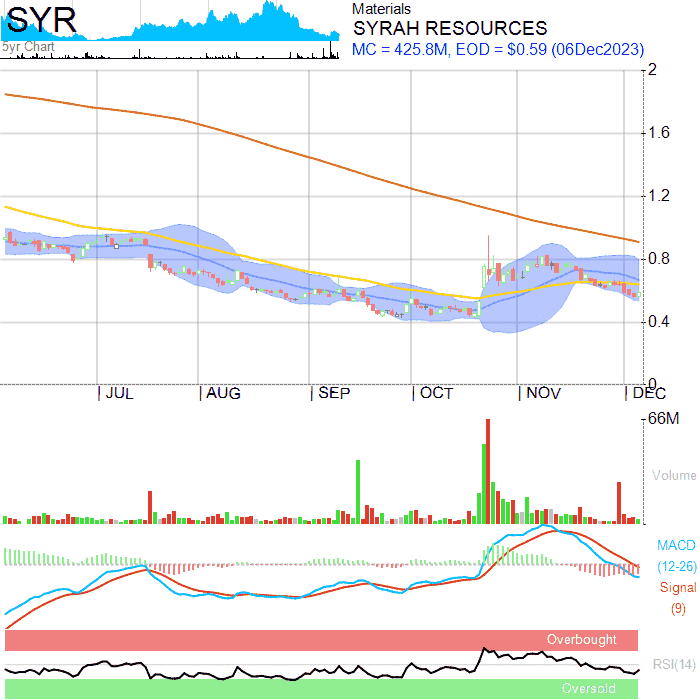 SYR
5yr Chart
Materials
SYRAH RESOURCES
MC = 425.8M, EOD = $0.59 (06Dec2023)
2
1.6
1.2
0.8
0.4
0
JUL AUG SEP OCT NOV DEC
66M
Volume
MACD
(12-26)
Signal
(9)
Overbought
RSI(14)
Oversold